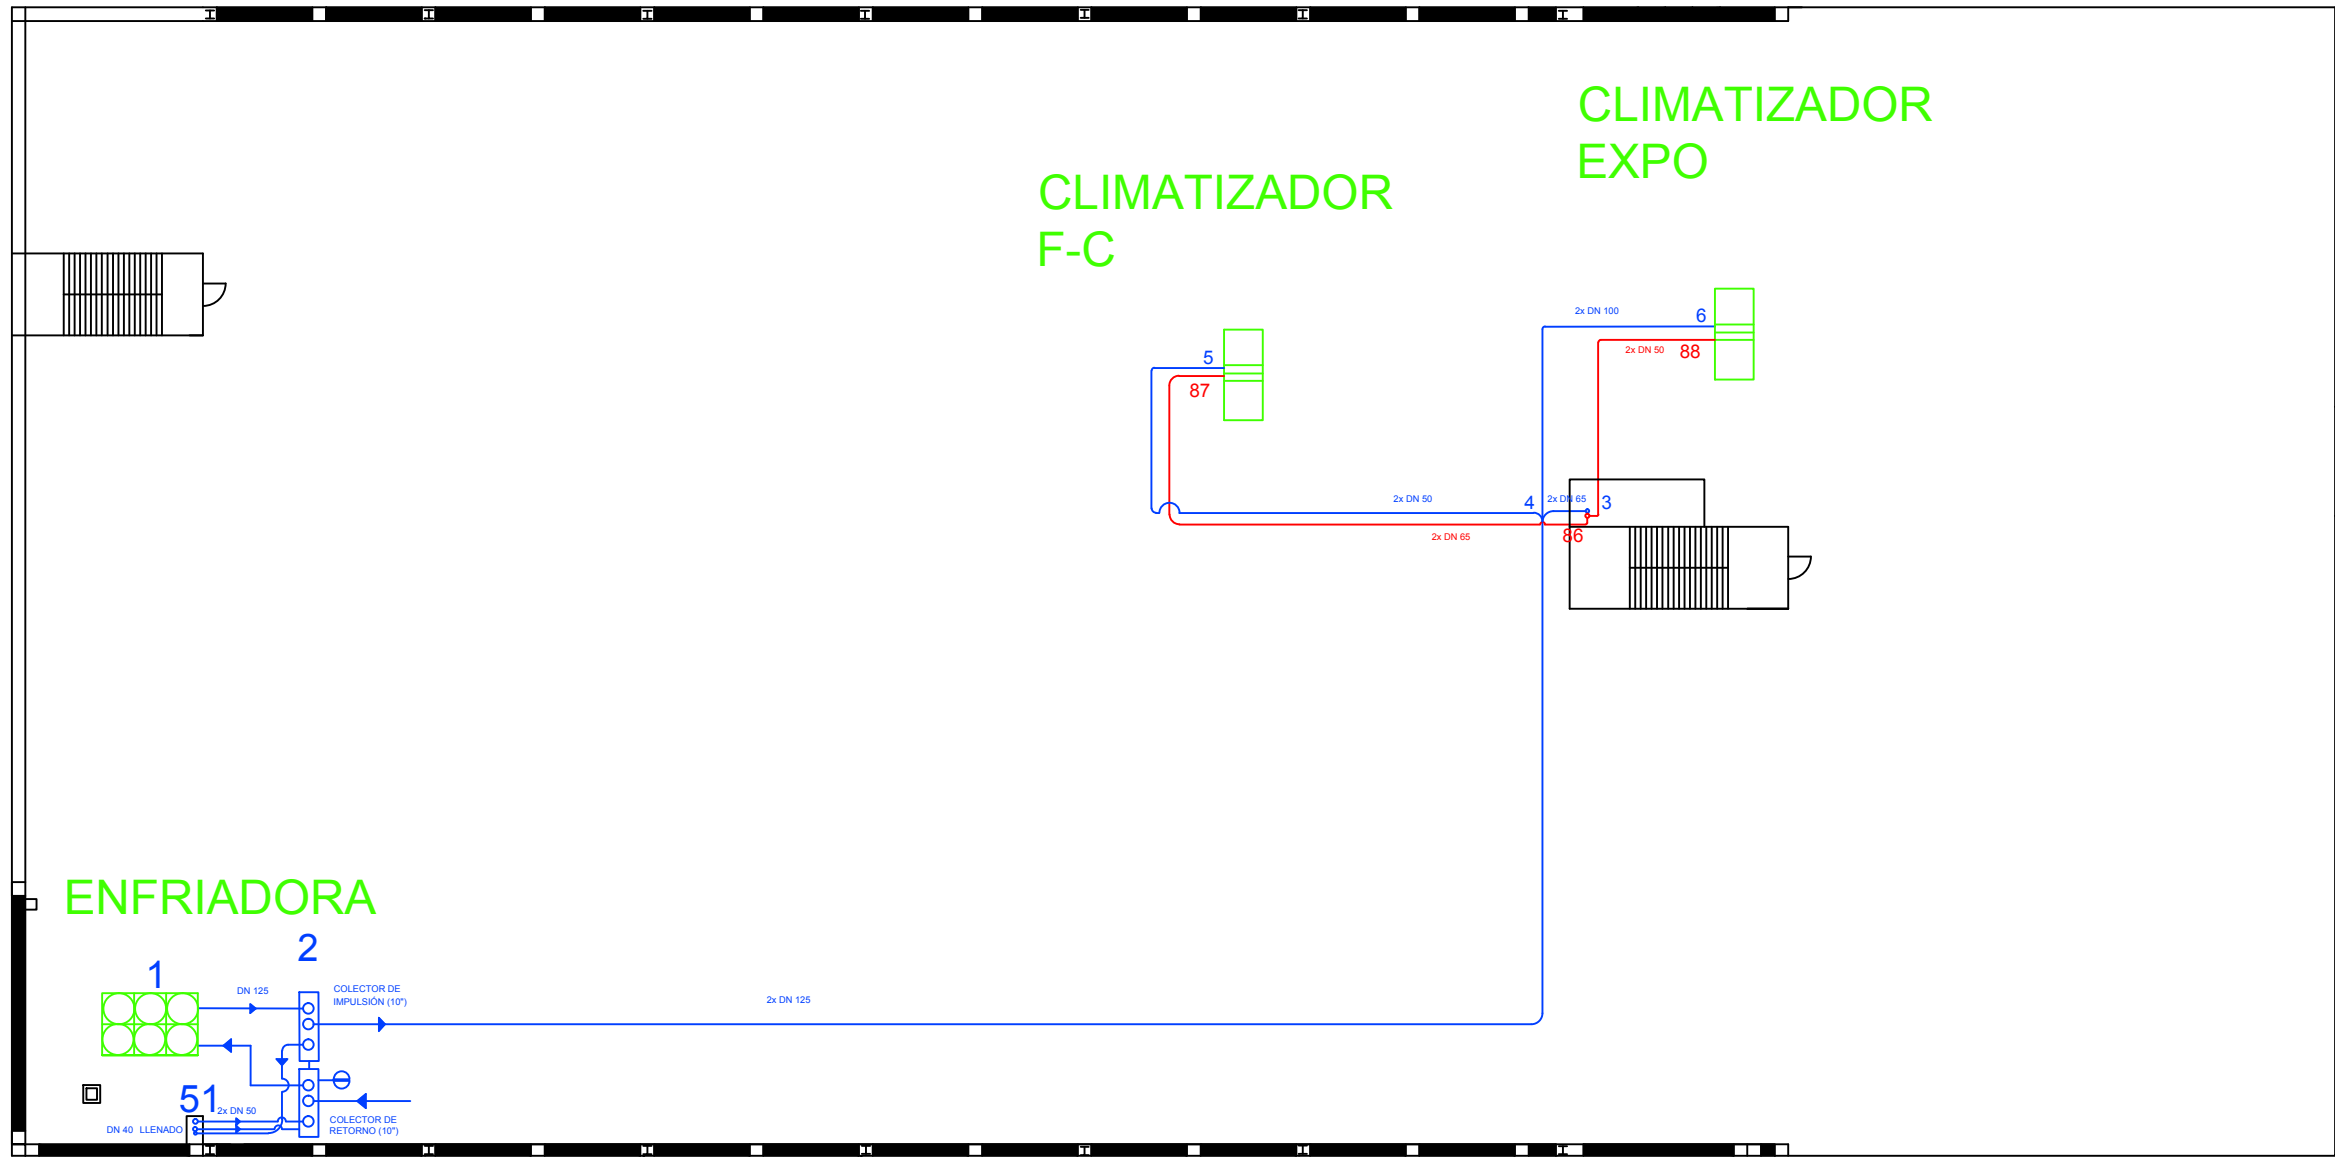 CLIMATIZADOR
EXPO
CLIMATIZADOR
F-C
2x DN 100
6
2x DN 50
88
5
87
2x DN 50
4
2x DN 65
3
2x DN 65
86
ENFRIADORA
2
1
DN 125
COLECTOR DE
IMPULSIÓN (10")
2x DN 125
51
2x DN 50
DN 40 LLENADO
COLECTOR DE
RETORNO (10")